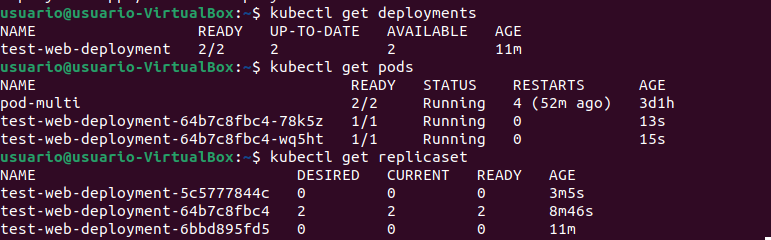 usuario@usuario-VirtualBox:~$ kubectl get deployments
NAME READY UP-TO-DATE AVAILABLE AGE
test-web-deployment 2/2 2 2 11m
usuario@usuario-VirtualBox:~$ kubectl get pods
NAME READY STATUS RESTARTS AGE
pod-multi 2/2 Running 4 (52m ago) 3d1h
test-web-deployment-64b7c8fbc4-78k5z 1/1 Running 0 13s
test-web-deployment-64b7c8fbc4-wq5ht 1/1 Running 0 15s
usuario@usuario-VirtualBox:~$ kubectl get replicaset
NAME DESIRED CURRENT READY AGE
test-web-deployment-5c5777844c 0 0 0 3m5s
test-web-deployment-64b7c8fbc4 2 2 2 8m46s
test-web-deployment-6bbd895fd5 0 0 0 11m